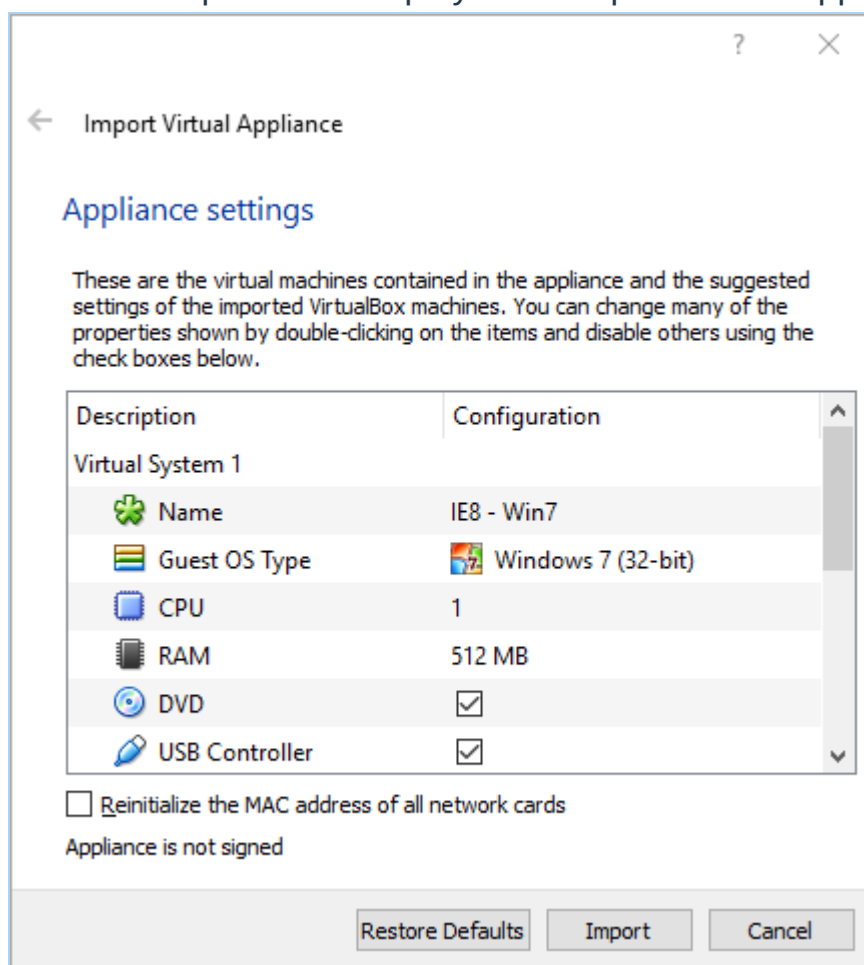 ?
Import Virtual Appliance
Appliance settings
These are the virtual machines contained in the appliance and the suggested
settings of the imported VirtualBox machines. You can change many of the
properties shown by double-clicking on the items and disable others using the
check boxes below.
Description Configuration
Virtual System 1
Name IE8 - Win7
Guest OS Type Windows 7 (32-bit)
CPU 1
RAM 512 MB
DVD
USB Controller
Reinitialize the MAC address of all network cards
Appliance is not signed
Restore Defaults Import Cancel